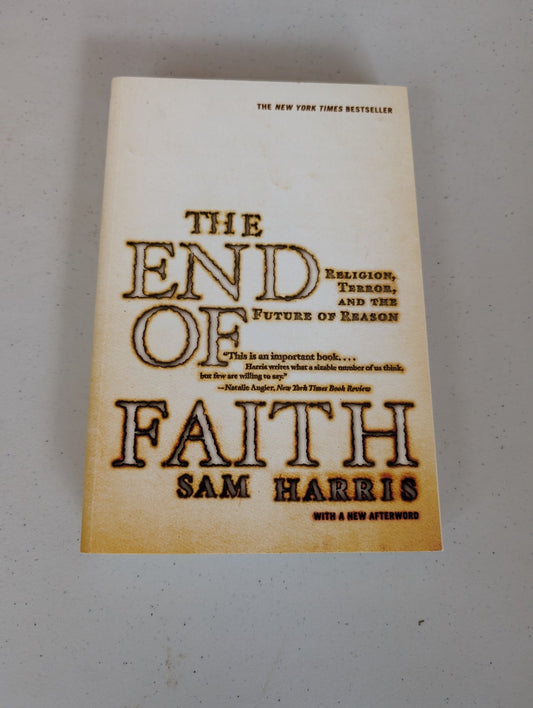 THE NEW YORK TIMES BESTSELLER
THE
END
OF
RELIGION,
TERROR,
AND THE
FUTURE OF REASON
"This is an important book. . . .
Harris writes what a sizable number of us think,
but few are willing to say."
—Natalie Angier, New York Times Book Review
FAITH
SAM HARRIS
WITH A NEW AFTERWORD